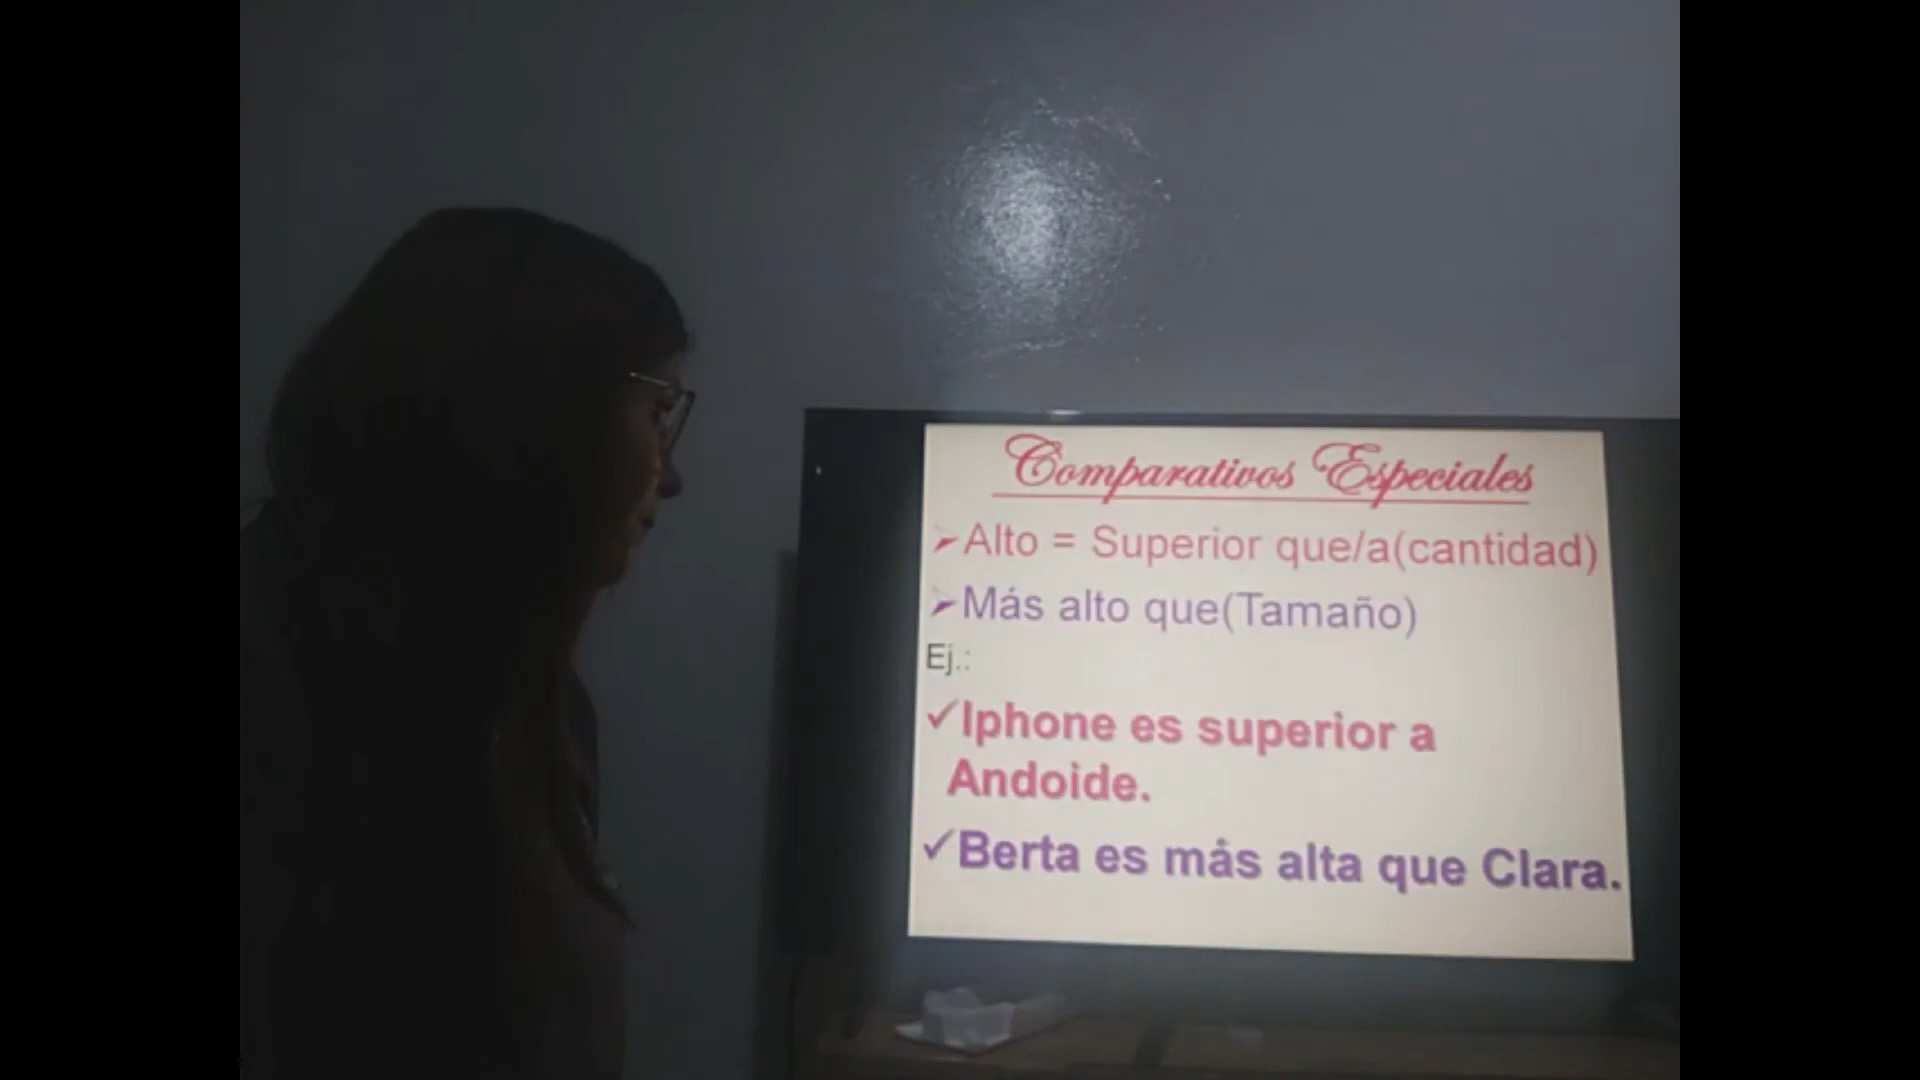 Comparativos Especiales
➢Alto = Superior que/a(cantidad)
➢Más alto que(Tamaño)
Ej.:
✓Iphone es superior a
Andoide.
✓Berta es más alta que Clara.